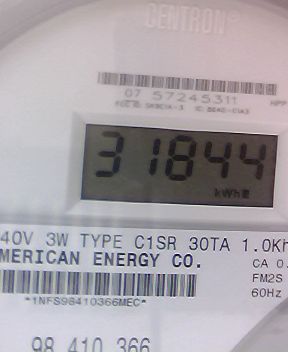 CENTRON®
07 57245311
31844
kWh
40V 3W TYPE C1SR 30TA 1.0Kh
MERICAN ENERGY CO. CA 0.
FM2S
*1NFS98410366MEC* 60Hz
98 410 366